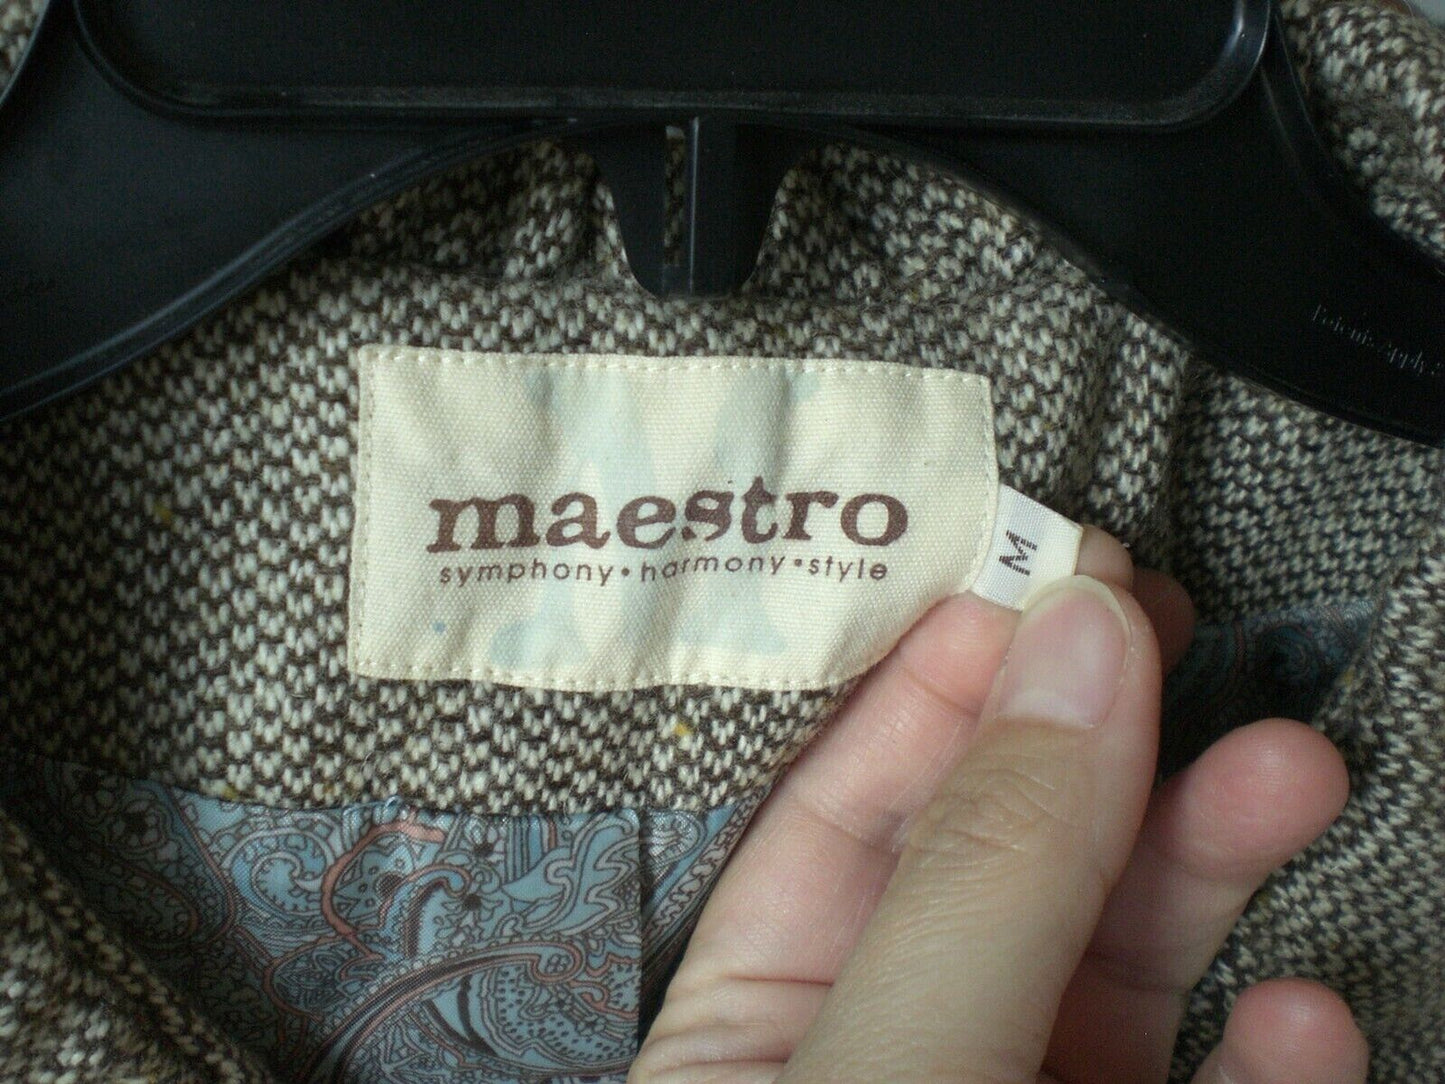 maestro
symphony • harmony • style
M